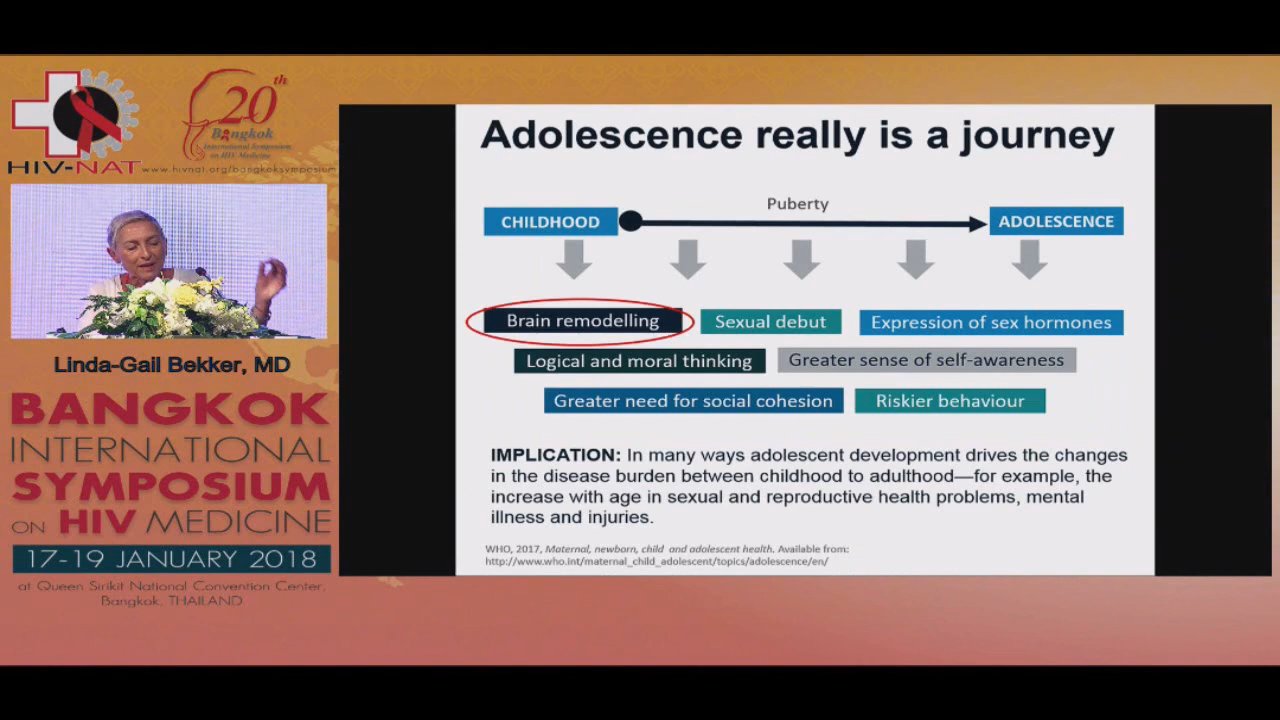 HIV-NAT
20th
Bangkok
International Symposium
on HIV Medicine
www.hivnat.org/bangkoksymposium
Linda-Gail Bekker, MD
BANGKOK
INTERNATIONAL
SYMPOSIUM
ON HIV MEDICINE
17-19 JANUARY 2018
at Queen Sirikit National Convention Center,
Bangkok, THAILAND
Adolescence really is a journey
Puberty
CHILDHOOD
ADOLESCENCE
Brain remodelling
Sexual debut
Expression of sex hormones
Logical and moral thinking
Greater sense of self-awareness
Greater need for social cohesion
Riskier behaviour
IMPLICATION: In many ways adolescent development drives the changes
in the disease burden between childhood to adulthood—for example, the
increase with age in sexual and reproductive health problems, mental
illness and injuries.
WHO, 2017, Maternal, newborn, child and adolescent health. Available from:
http://www.who.int/maternal_child_adolescent/topics/adolescence/en/